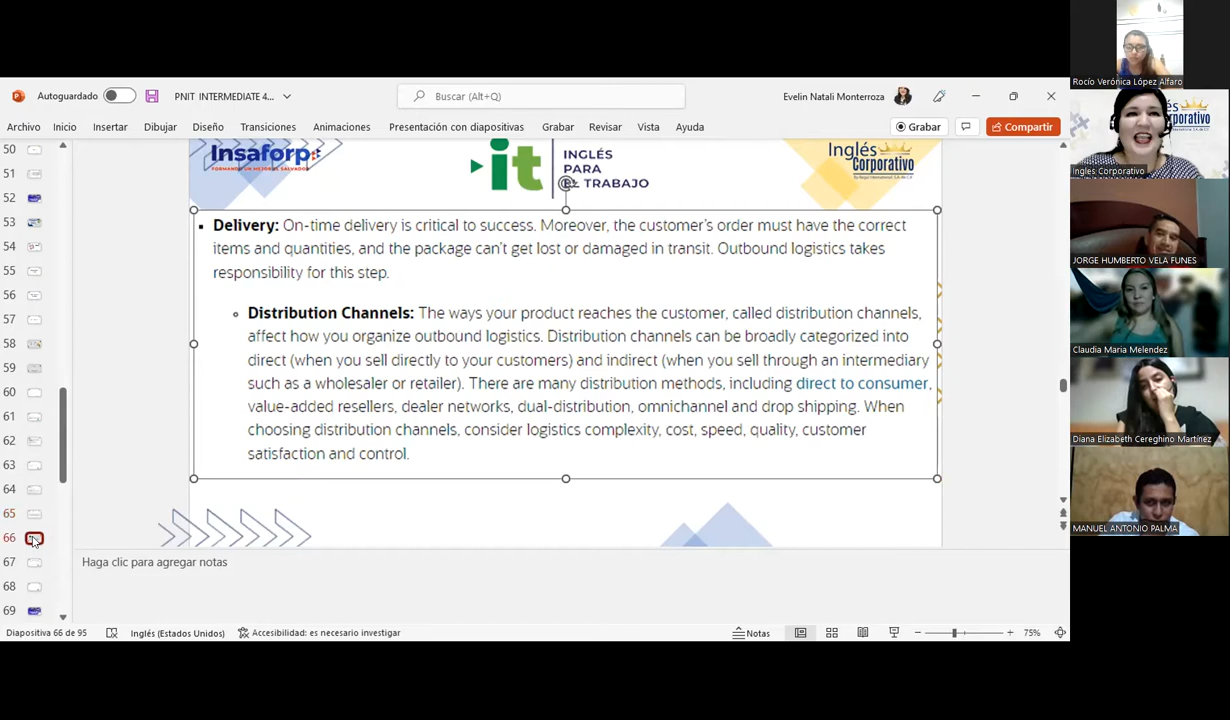 Autoguardado
PNIT INTERMEDIATE 4...
Buscar (Alt+Q)
Evelin Natali Monterroza
Archivo
Inicio
Insertar
Dibujar
Diseño
Transiciones
Animaciones
Presentación con diapositivas
Grabar
Revisar
Vista
Ayuda
Grabar
Compartir
50
51
52
53
54
55
56
57
58
59
60
61
62
63
64
65
66
67
68
69
Insaforp
it
INGLÉS
PARA
TRABAJO
Inglés
Corporativo
▪ Delivery: On-time delivery is critical to success. Moreover, the customer's order must have the correct
items and quantities, and the package can't get lost or damaged in transit. Outbound logistics takes
responsibility for this step.
○ Distribution Channels: The ways your product reaches the customer, called distribution channels,
affect how you organize outbound logistics. Distribution channels can be broadly categorized into
direct (when you sell directly to your customers) and indirect (when you sell through an intermediary
such as a wholesaler or retailer). There are many distribution methods, including direct to consumer,
value-added resellers, dealer networks, dual-distribution, omnichannel and drop shipping. When
choosing distribution channels, consider logistics complexity, cost, speed, quality, customer
satisfaction and control.
Haga clic para agregar notas
Diapositiva 66 de 95
Inglés (Estados Unidos)
Accesibilidad: es necesario investigar
Notas
75%
Rocío Verónica López Alfaro
Inglés
Corporativo
Ingles Corporativo
JORGE HUMBERTO VELA FUNES
Claudia Maria Melendez
Diana Elizabeth Cereghino Martínez
MANUEL ANTONIO PALMA